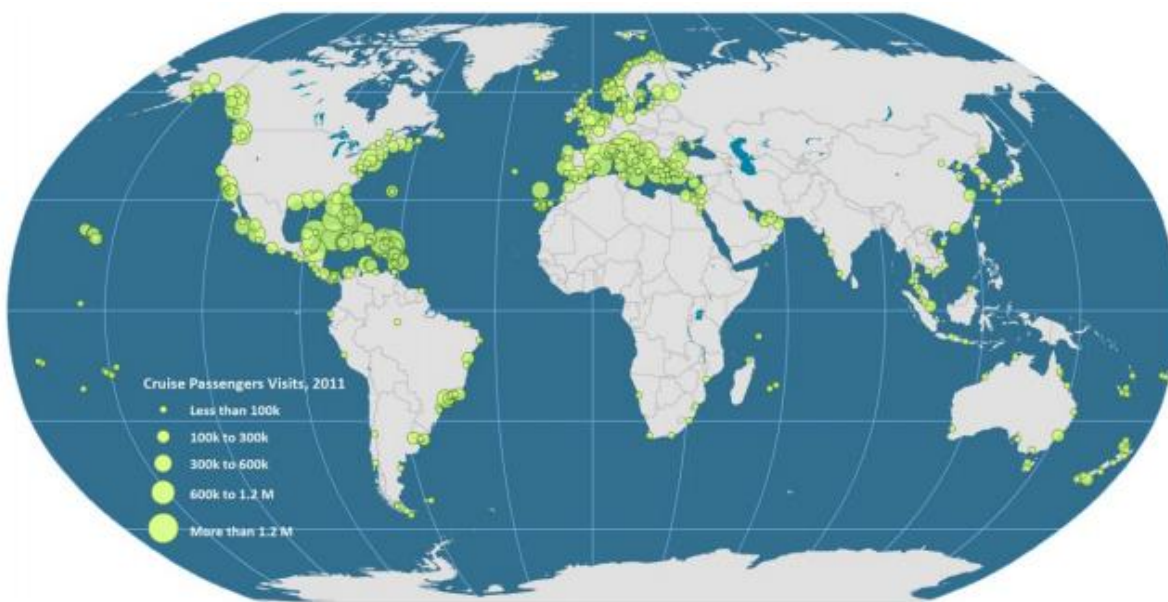 Cruise Passengers Visits, 2011
Less than 100k
100k to 300k
300k to 600k
600k to 1.2 M
More than 1.2 M